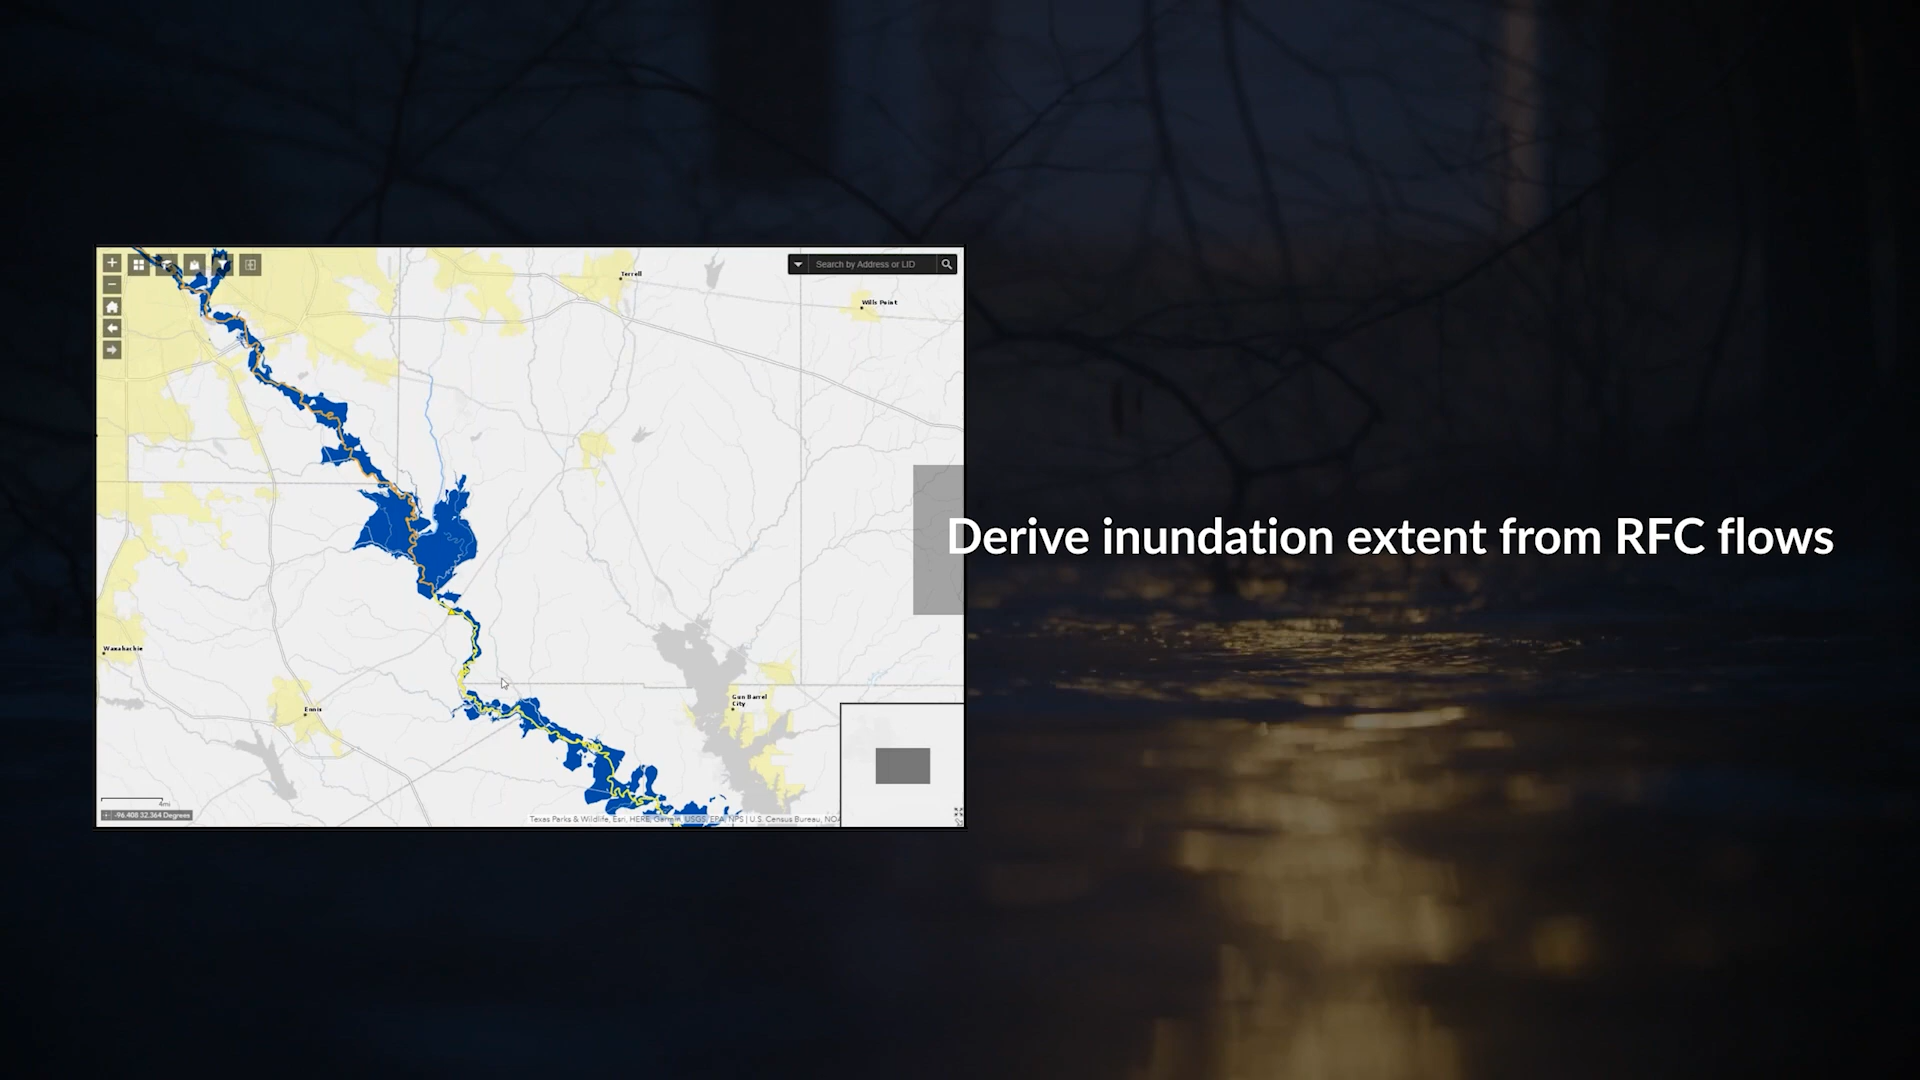 Search by Address or LID
Terrell
Wills Point
Derive inundation extent from RFC flows
Waxahachie
Gun Barrel
City
Ennis
4mi
-96.408 32.364 Degrees
Texas Parks & Wildlife, Esri, HERE, Garmin, USGS, EPA, NPS | U.S. Census Bureau, NOA